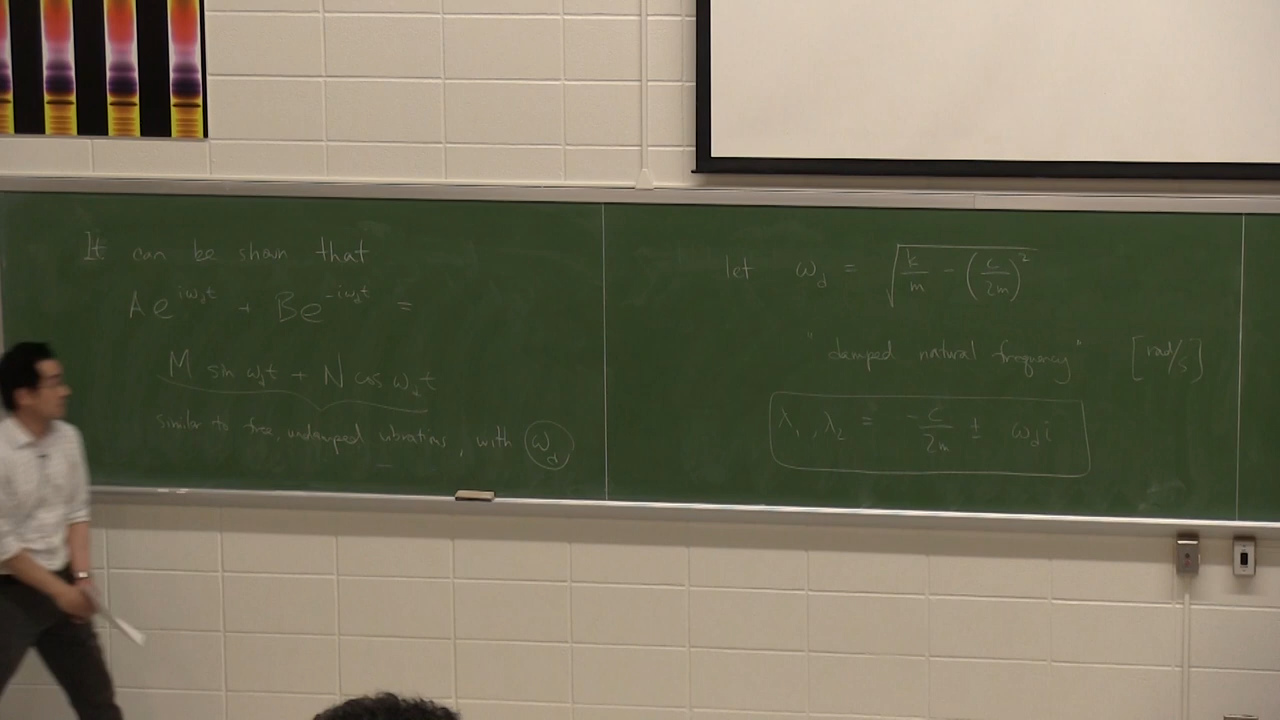 It can be shown that
Ae^{iω_d t} + Be^{-iω_d t} =
M sin ω_d t + N cos ω_d t
similar to free, undamped vibrations, with ω_d
let ω_d = √(k/m - (c/2m)²)
"damped natural frequency" [rad/s]
λ₁, λ₂ = -c/2m ± ω_d i